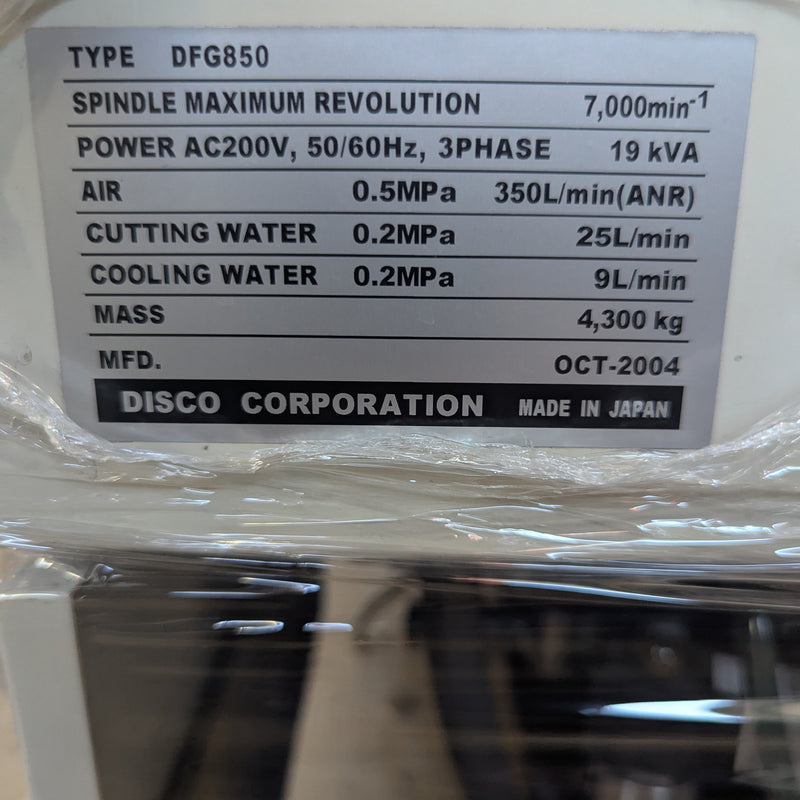 TYPE DFG850
SPINDLE MAXIMUM REVOLUTION 7,000min-1
POWER AC200V, 50/60Hz, 3PHASE 19 kVA
AIR 0.5MPa 350L/min(ANR)
CUTTING WATER 0.2MPa 25L/min
COOLING WATER 0.2MPa 9L/min
MASS 4,300 kg
MFD. OCT-2004
DISCO CORPORATION MADE IN JAPAN